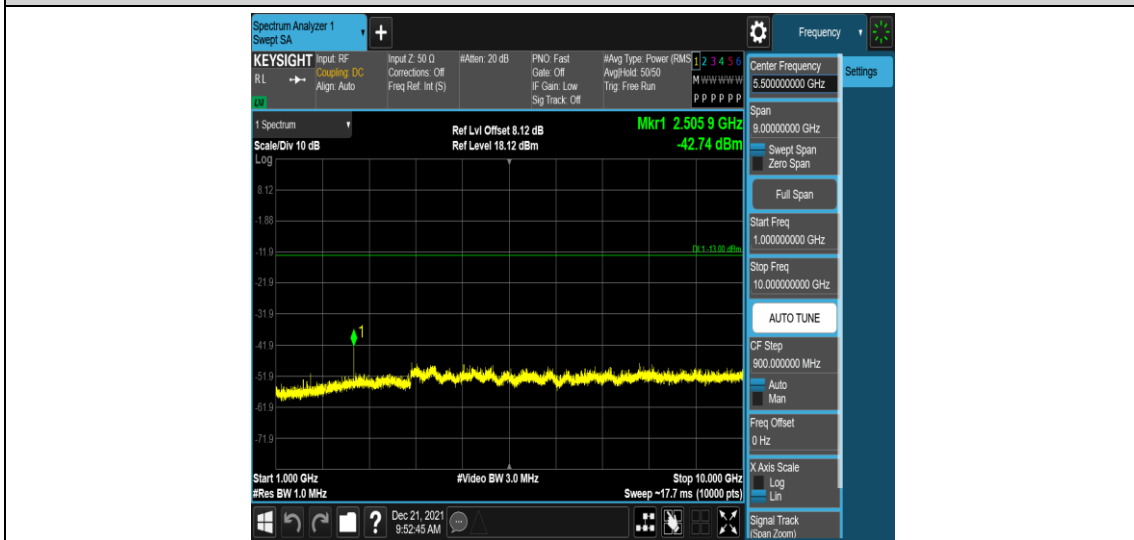 Spectrum Analyzer 1
Swept SA
Frequency
KEYSIGHT
RL
Input: RF
Coupling: DC
Align: Auto
Input Z: 50 Ω
Corrections: Off
Freq Ref: Int (S)
#Atten: 20 dB
PNO: Fast
Gate: Off
IF Gain: Low
Sig Track: Off
#Avg Type: Power (RMS
Avg|Hold: 50/50
Trig: Free Run
1 2 3 4 5 6
M W W W W W
P P P P P P
Center Frequency
5.500000000 GHz
Settings
Span
9.00000000 GHz
Swept Span
Zero Span
Full Span
Start Freq
1.000000000 GHz
Stop Freq
10.000000000 GHz
AUTO TUNE
CF Step
900.000000 MHz
Auto
Man
Freq Offset
0 Hz
X Axis Scale
Log
Lin
Signal Track
(Span Zoom)
1 Spectrum
Scale/Div 10 dB
Ref Lvl Offset 8.12 dB
Ref Level 18.12 dBm
Mkr1 2.505 9 GHz
-42.74 dBm
Log
8.12
-1.88
-11.9
DL1 -13.00 dBm
-21.9
-31.9
1
-41.9
-51.9
-61.9
-71.9
Start 1.000 GHz
#Video BW 3.0 MHz
Stop 10.000 GHz
#Res BW 1.0 MHz
Sweep ~17.7 ms (10000 pts)
Dec 21, 2021
9:52:45 AM